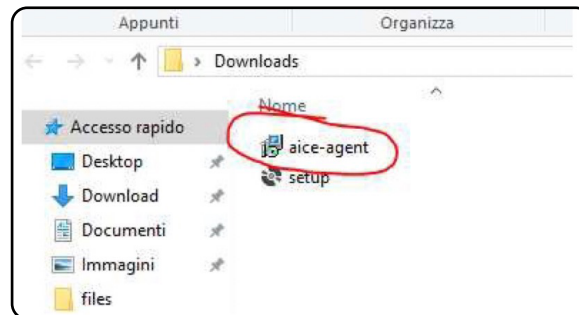 Appunti
Organizza
Downloads
Nome
Accesso rapido
aice-agent
Desktop
setup
Download
Documenti
Immagini
files